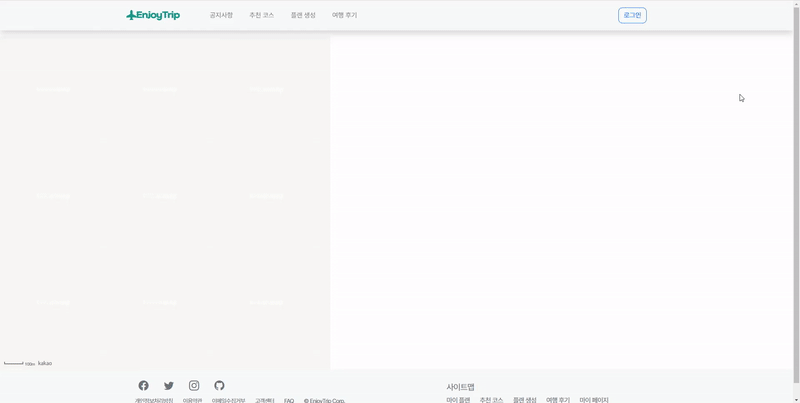 EnjoyTrip 공지사항 추천 코스 플랜 생성 여행 후기 로그인
100m kakao
사이트맵
개인정보처리방침 이용약관 이메일수집거부 고객센터 FAQ © EnjoyTrip Corp.
마이 플랜 추천 코스 플랜 생성 여행 후기 마이 페이지